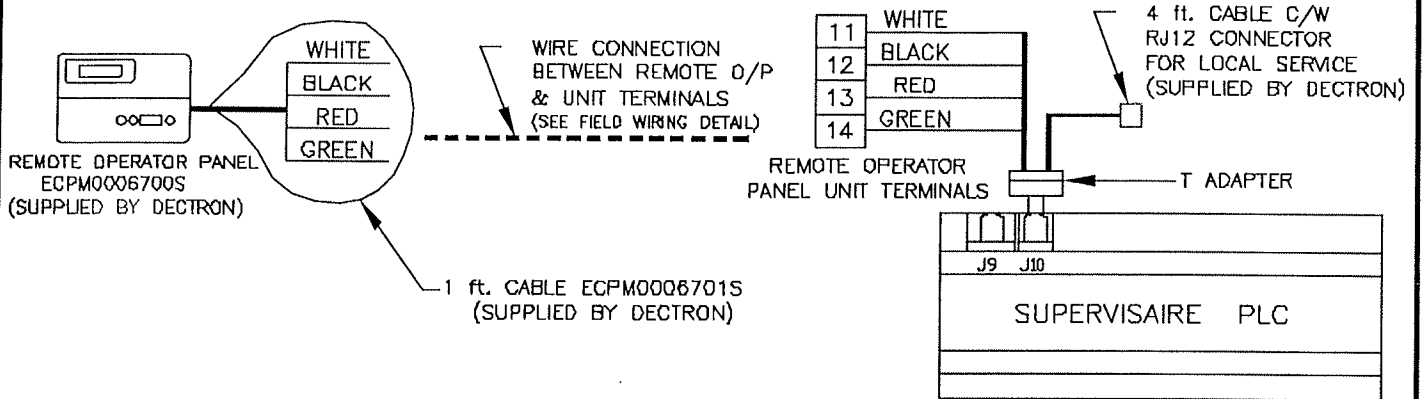 WHITE
BLACK
RED
GREEN
REMOTE OPERATOR PANEL
ECPM0006700S
(SUPPLIED BY DECTRON)
1 ft. CABLE ECPM0006701S
(SUPPLIED BY DECTRON)
WIRE CONNECTION
BETWEEN REMOTE O/P
& UNIT TERMINALS
(SEE FIELD WIRING DETAIL)
11 WHITE
12 BLACK
13 RED
14 GREEN
REMOTE OPERATOR
PANEL UNIT TERMINALS
4 ft. CABLE C/W
RJ12 CONNECTOR
FOR LOCAL SERVICE
(SUPPLIED BY DECTRON)
T ADAPTER
J9 J10
SUPERVISAIRE PLC